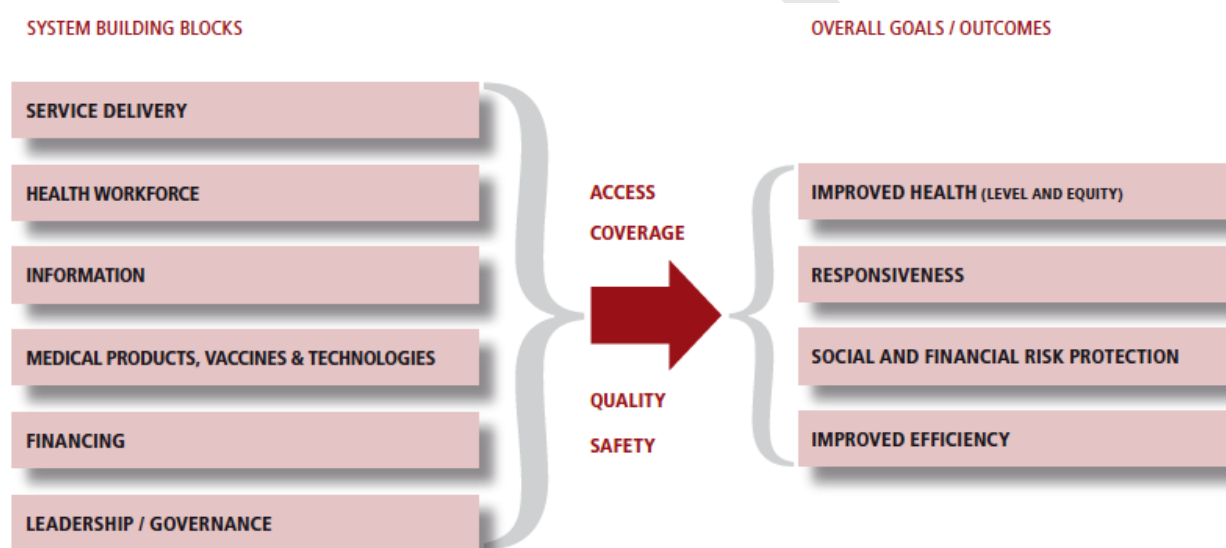 SYSTEM BUILDING BLOCKS
SERVICE DELIVERY
HEALTH WORKFORCE
INFORMATION
MEDICAL PRODUCTS, VACCINES & TECHNOLOGIES
FINANCING
LEADERSHIP / GOVERNANCE
ACCESS
COVERAGE
QUALITY
SAFETY
OVERALL GOALS / OUTCOMES
IMPROVED HEALTH (LEVEL AND EQUITY)
RESPONSIVENESS
SOCIAL AND FINANCIAL RISK PROTECTION
IMPROVED EFFICIENCY